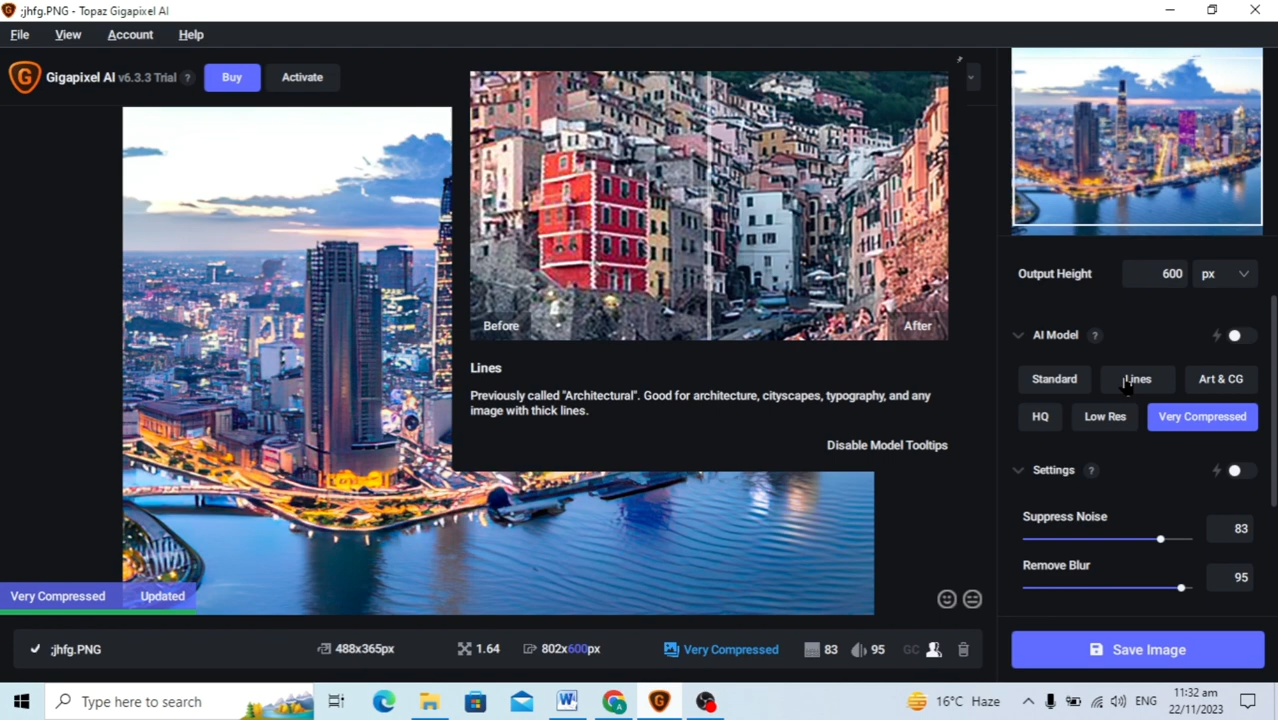 ;jhfg.PNG - Topaz Gigapixel AI
File View Account Help
G Gigapixel AI v6.3.3 Trial ? Buy Activate
Before After
Lines
Previously called "Architectural". Good for architecture, cityscapes, typography, and any
image with thick lines.
Disable Model Tooltips
Output Height 600 px
AI Model ?
Standard Lines Art & CG
HQ Low Res Very Compressed
Settings ?
Suppress Noise 83
Remove Blur 95
Very Compressed Updated
;jhfg.PNG 488x365px 1.64 802x600px Very Compressed 83 95 GC
Save Image
Type here to search
16°C Haze ENG 11:32 am
22/11/2023